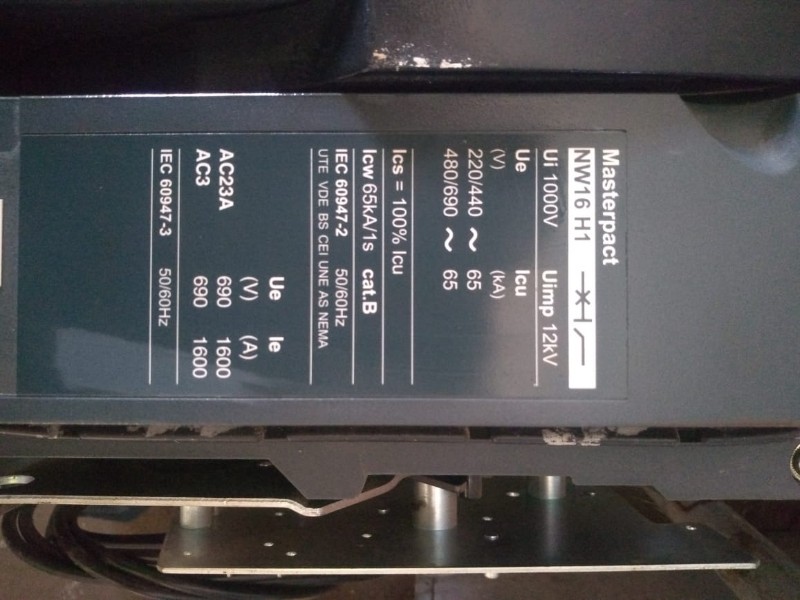 Masterpact
NW16 H1
Ui 1000V Uimp 12kV
Ue Icu
(V) (kA)
220/440 ~ 65
480/690 ~ 65
Ics = 100% Icu
Icw 65kA/1s cat.B
IEC 60947-2 50/60Hz
UTE VDE BS CEI UNE AS NEMA
Ue Ie
(V) (A)
AC23A 690 1600
AC3 690 1600
IEC 60947-3 50/60Hz